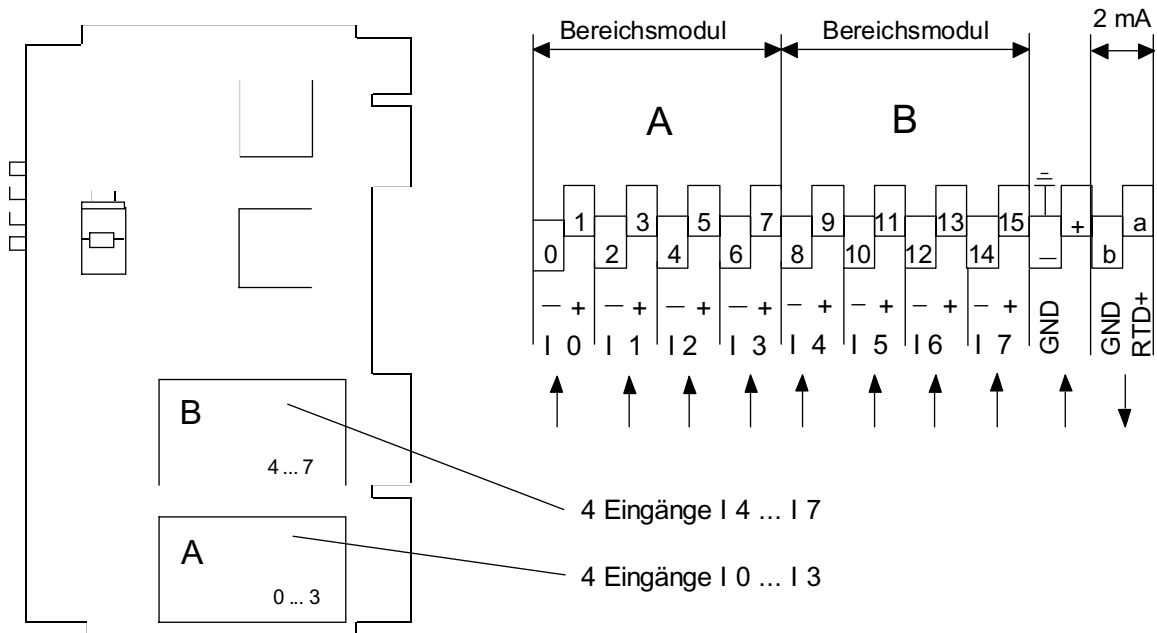 Bereichsmodul Bereichsmodul 2 mA
A B
1 3 5 7 9 11 13 15 + a
0 2 4 6 8 10 12 14 — b
— + — + — + — + – + – + – + – +
I 0 I 1 I 2 I 3 I 4 I 5 I 6 I 7 GND GND RTD+
B
4 ... 7
4 Eingänge I 4 ... I 7
A
0 ... 3
4 Eingänge I 0 ... I 3